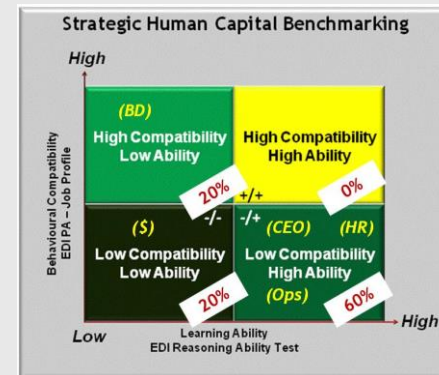 Strategic Human Capital Benchmarking
High
Behavioural Compatibility
EDI PA – Job Profile
(BD)
High Compatibility
Low Ability
20%
High Compatibility
High Ability
+/+
0%
($)
-/-
Low Compatibility
Low Ability
20%
-/+
(CEO) (HR)
Low Compatibility
High Ability
(Ops)
60%
Low
Learning Ability
EDI Reasoning Ability Test
High